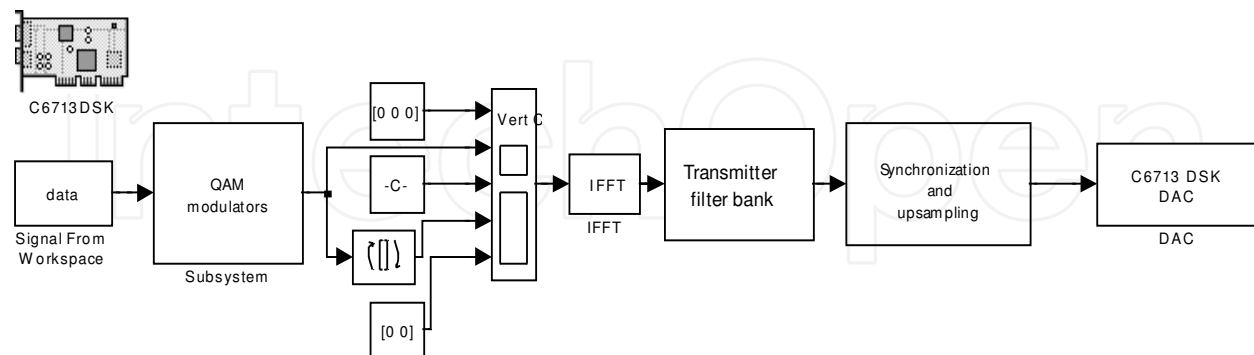 C6713DSK
data
Signal From
Workspace
QAM
modulators
Subsystem
[0 0 0]
-C-
[0 0]
Vert C
IFFT
IFFT
Transmitter
filter bank
Synchronization
and
upsampling
C6713 DSK
DAC
DAC
IntechOpen